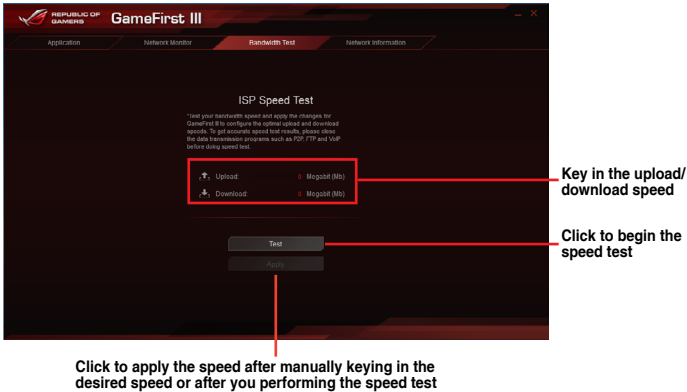 REPUBLIC OF
GAMERS
GameFirst III
Application
Network Monitor
Bandwidth Test
Network Information
ISP Speed Test
*Test your bandwidth speed and apply the changes for
GameFirst III to configure the optimal upload and download
speeds. To get accurate speed test results, please close
the data transmission programs such as P2P, FTP and VoIP
before doing speed test.
Upload: 0 Megabit (Mb)
Download: 0 Megabit (Mb)
Test
Apply
Key in the upload/
download speed
Click to begin the
speed test
Click to apply the speed after manually keying in the
desired speed or after you performing the speed test